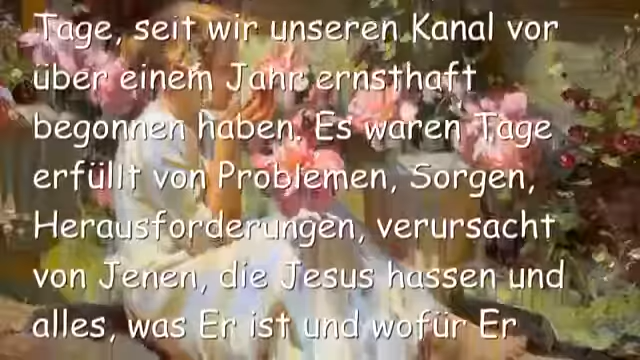 Tage, seit wir unseren Kanal vor
über einem Jahr ernsthaft
begonnen haben. Es waren Tage
erfüllt von Problemen, Sorgen,
Herausforderungen, verursacht
von Jenen, die Jesus hassen und
alles, was Er ist und wofür Er